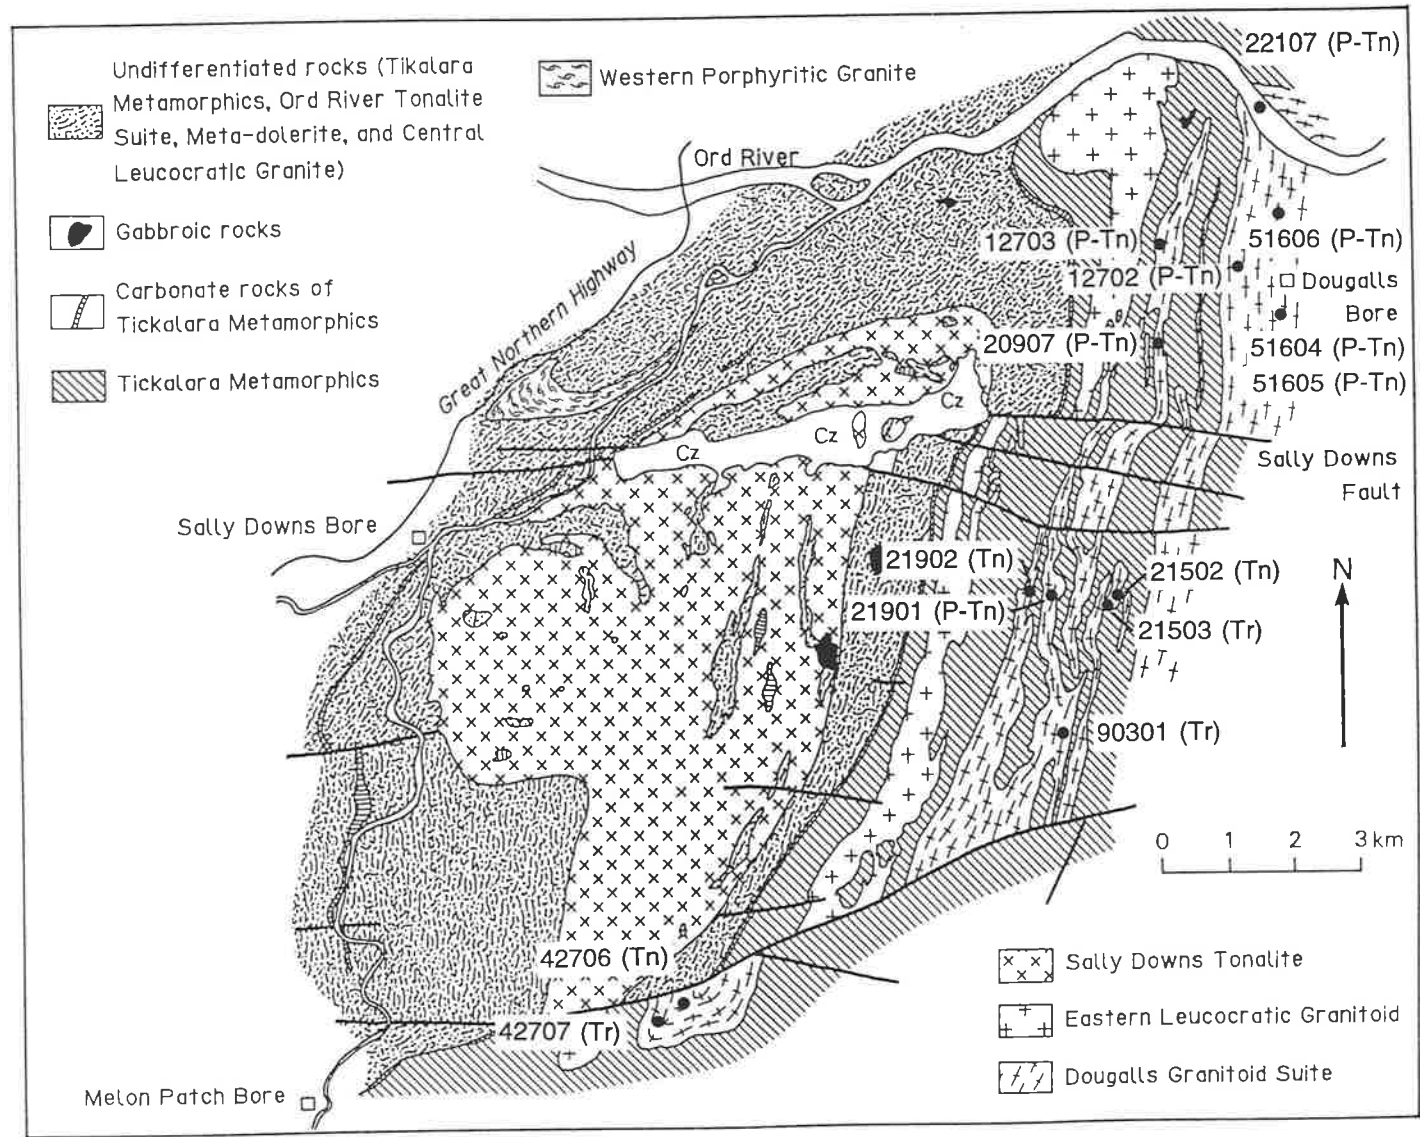 Undifferentiated rocks (Tikalara
Metamorphics, Ord River Tonalite
Suite, Meta-dolerite, and Central
Leucocratic Granite)
Gabbroic rocks
Carbonate rocks of
Tickalara Metamorphics
Tickalara Metamorphics
Western Porphyritic Granite
Ord River
Great Northern Highway
22107 (P-Tn)
12703 (P-Tn)
51606 (P-Tn)
12702 (P-Tn)
Dougalls
Bore
20907 (P-Tn)
51604 (P-Tn)
51605 (P-Tn)
Cz
Cz
Cz
Sally Downs
Fault
Sally Downs Bore
21902 (Tn)
21502 (Tn)
21901 (P-Tn)
21503 (Tr)
N
90301 (Tr)
0 1 2 3 km
42706 (Tn)
42707 (Tr)
Melon Patch Bore
Sally Downs Tonalite
Eastern Leucocratic Granitoid
Dougalls Granitoid Suite